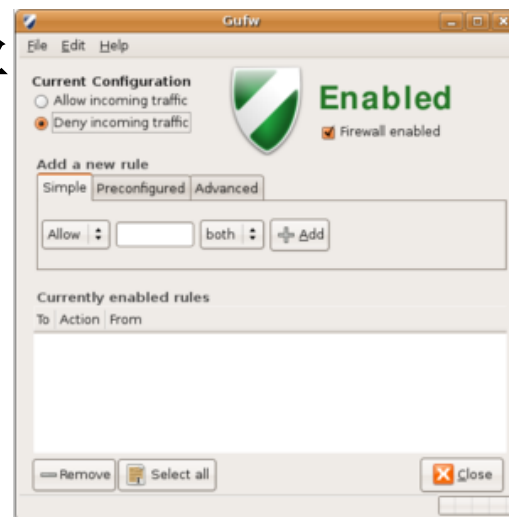 Gufw
File Edit Help
Current Configuration
Allow incoming traffic
Deny incoming traffic
Enabled
Firewall enabled
Add a new rule
Simple Preconfigured Advanced
Allow both Add
Currently enabled rules
To Action From
Remove Select all Close